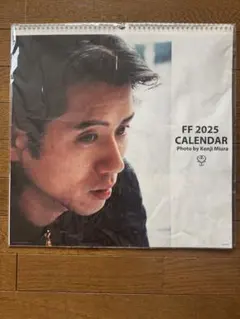 FF 2025
CALENDAR
Photo by Kenji Miura